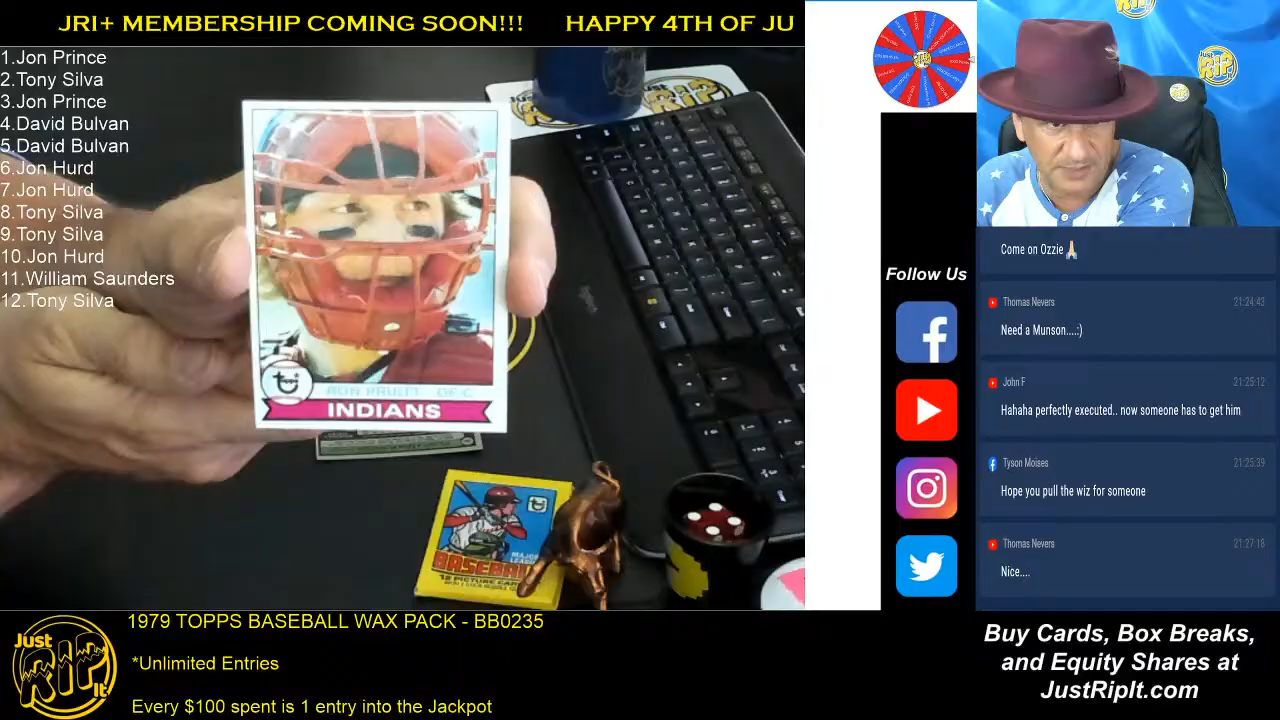 JRI+ MEMBERSHIP COMING SOON!!! HAPPY 4TH OF JU
1.Jon Prince
2.Tony Silva
3.Jon Prince
4.David Bulvan
5.David Bulvan
6.Jon Hurd
7.Jon Hurd
8.Tony Silva
9.Tony Silva
10.Jon Hurd
11.William Saunders
12.Tony Silva
RON PRUITT OF-C
INDIANS
BASEBALL
Follow Us
Come on Ozzie🙏
Thomas Nevers 21:24:43
Need a Munson....:)
John F 21:25:12
Hahaha perfectly executed.. now someone has to get him
Tyson Moises 21:25:39
Hope you pull the wiz for someone
Thomas Nevers 21:27:18
Nice....
Just
RIP
It
1979 TOPPS BASEBALL WAX PACK - BB0235
*Unlimited Entries
Every $100 spent is 1 entry into the Jackpot
Buy Cards, Box Breaks,
and Equity Shares at
JustRipIt.com